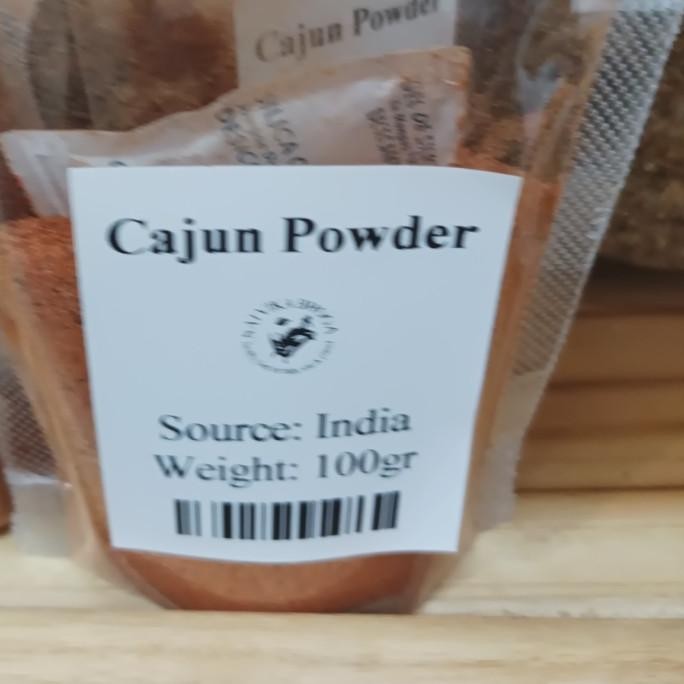 Cajun Powder
Cajun Powder
Source: India
Weight: 100gr